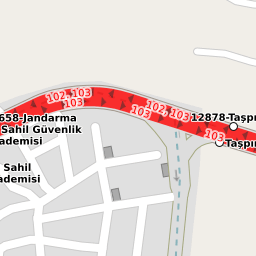 102, 103
103
102, 103
103
103
658-Jandarma
Sahil Güvenlik
ademisi
12878-Taşpı
Taşpı
Sahil
ademisi